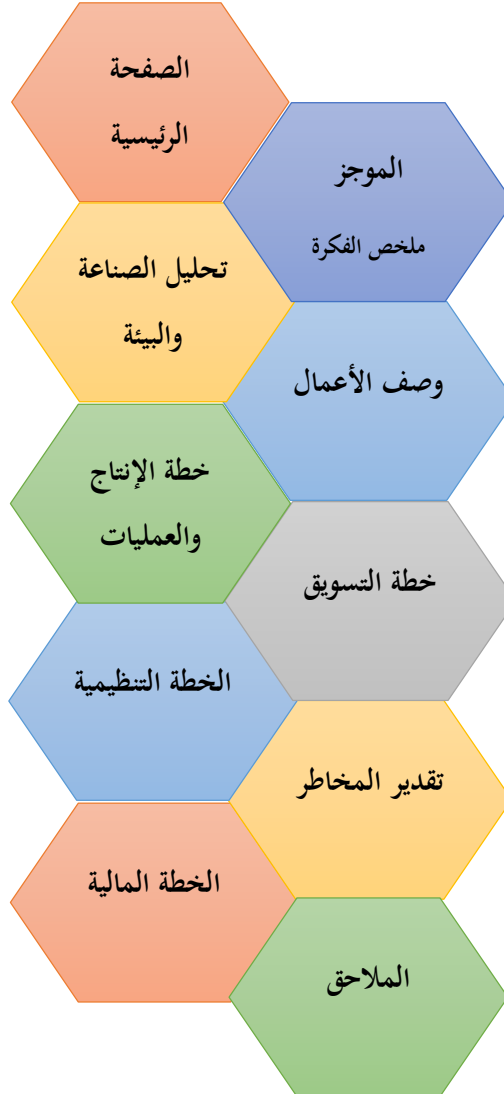 الصفحة
الرئيسية
الموجز
ملخص الفكرة
تحليل الصناعة
والبيئة
وصف الأعمال
خطة الإنتاج
والعمليات
خطة التسويق
الخطة التنظيمية
تقدير المخاطر
الخطة المالية
الملاحق